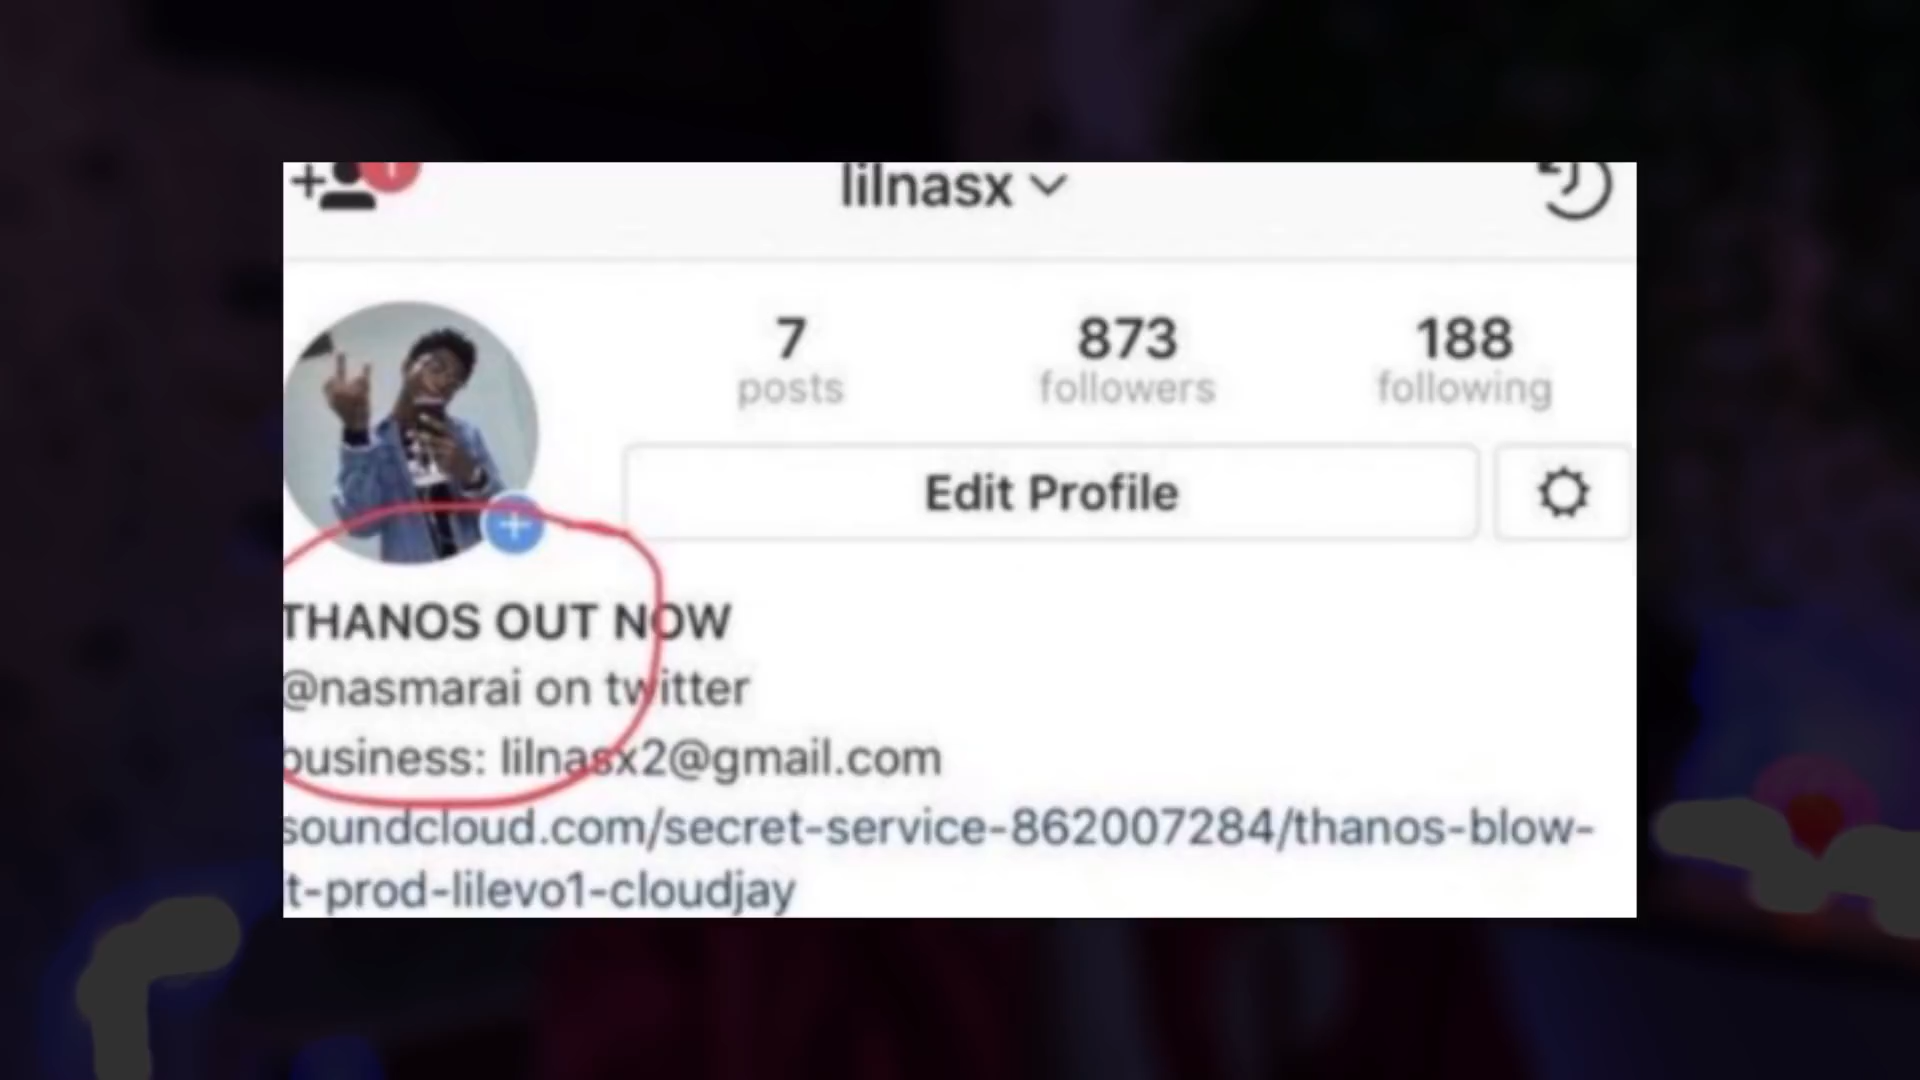 lilnasx
7 873 188
posts followers following
Edit Profile
THANOS OUT NOW
@nasmarai on twitter
business: lilnasx2@gmail.com
soundcloud.com/secret-service-862007284/thanos-blow-
t-prod-lilevo1-cloudjay